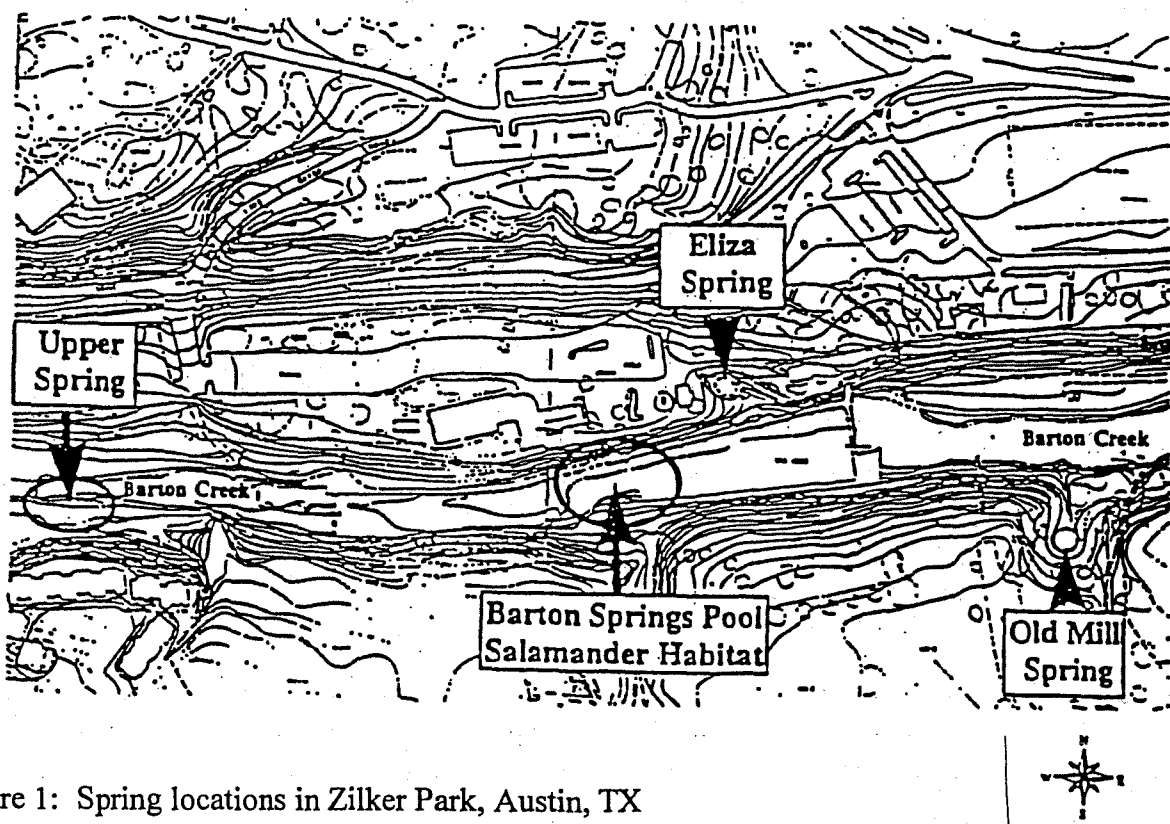 Eliza
Spring
Upper
Spring
Barton Creek
Barton Creek
Barton Springs Pool
Salamander Habitat
Old Mill
Spring
N
W
re 1: Spring locations in Zilker Park, Austin, TX